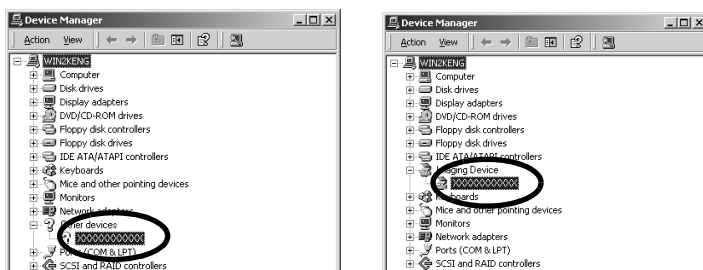 Device Manager
Action View
WIN2KENG
Computer
Disk drives
Display adapters
DVD/CD-ROM drives
Floppy disk controllers
Floppy disk drives
IDE ATA/ATAPI controllers
Keyboards
Mice and other pointing devices
Monitors
Network adapters
Other devices
XXXXXXXXXXXX
Ports (COM & LPT)
SCSI and RAID controllers
Device Manager
Action View
WIN2KENG
Computer
Disk drives
Display adapters
DVD/CD-ROM drives
Floppy disk controllers
Floppy disk drives
IDE ATA/ATAPI controllers
Imaging Device
XXXXXXXXXXXX
Keyboards
Mice and other pointing devices
Monitors
Network adapters
Ports (COM & LPT)
SCSI and RAID controllers